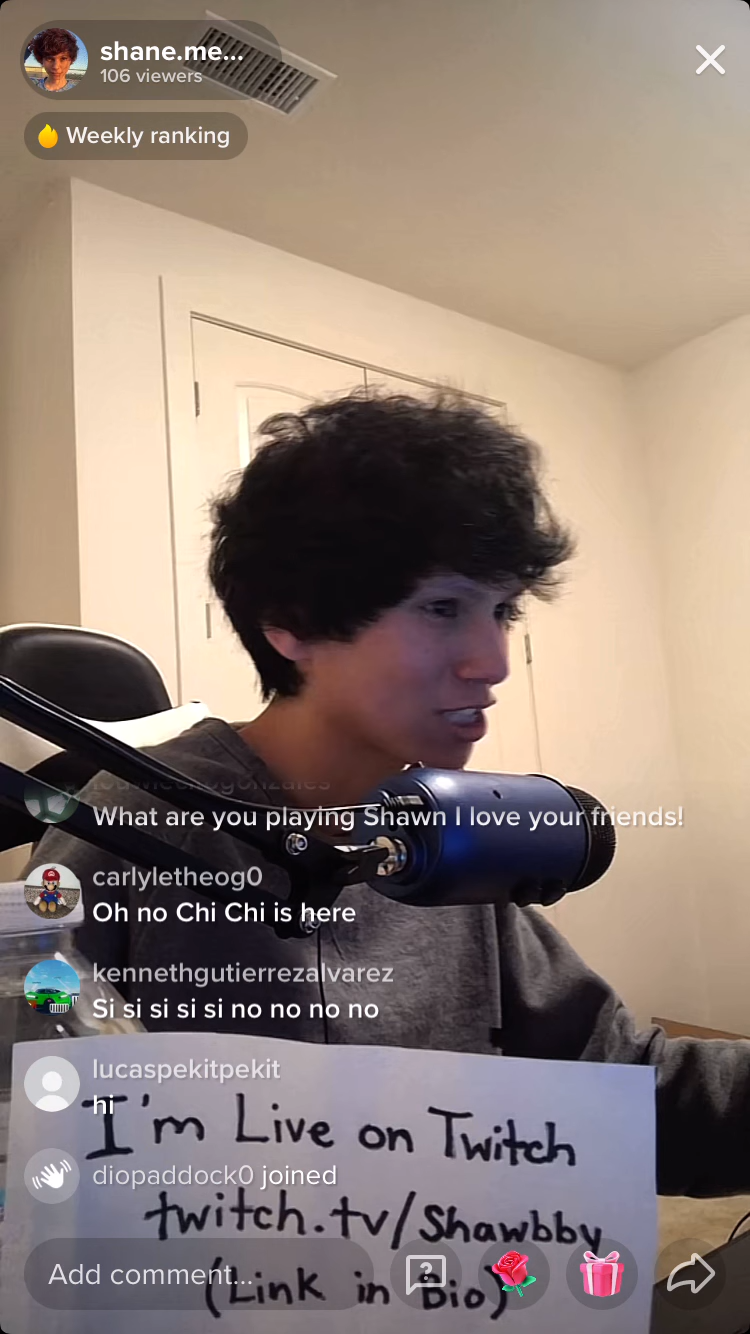 shane.me...
106 viewers
Weekly ranking
What are you playing Shawn I love your friends!
carlyletheog0
Oh no Chi Chi is here
kennethgutierrezalvarez
Si si si si si no no no no
lucaspekitpekit
hi
I'm Live on Twitch
diopaddock0 joined
twitch.tv/Shawbby
Add comment...
(Link in Bio)